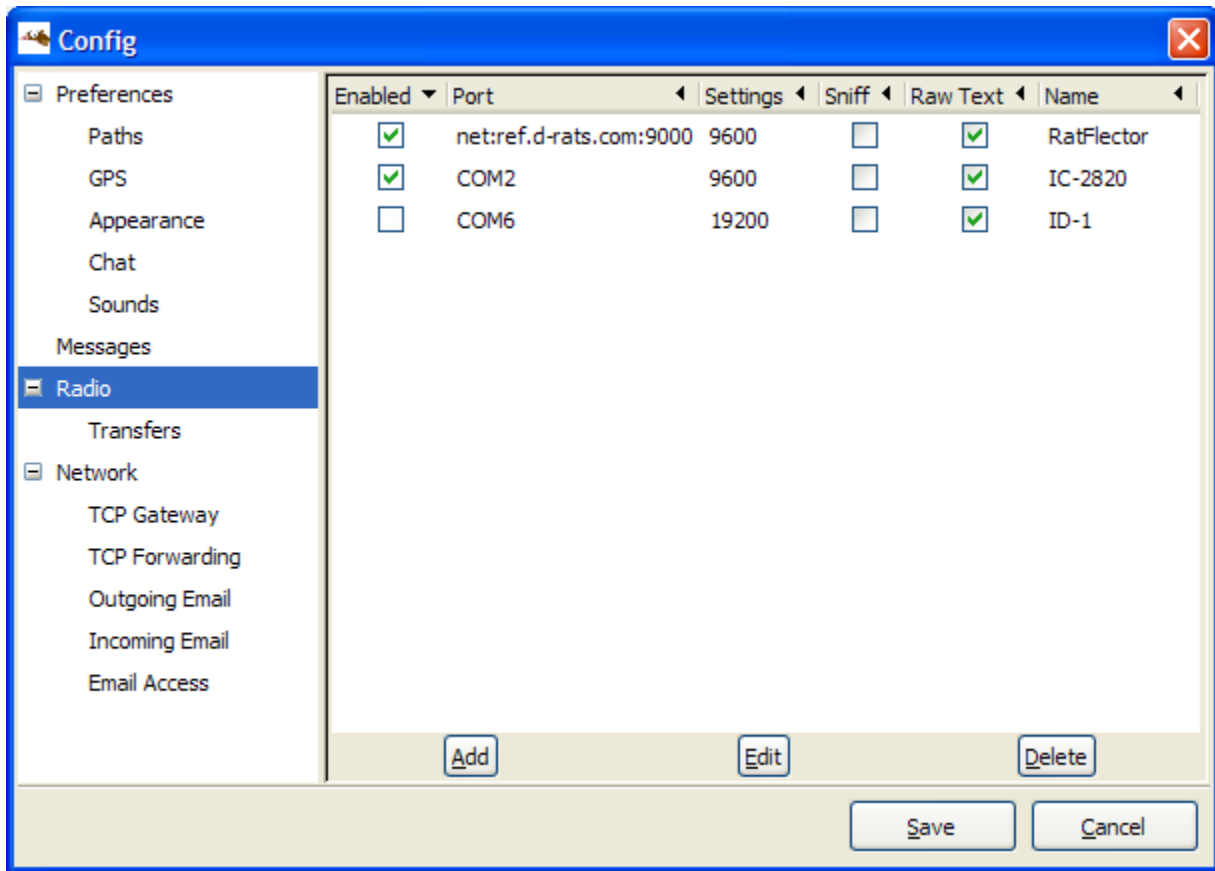 Config
Preferences
Paths
GPS
Appearance
Chat
Sounds
Messages
Radio
Transfers
Network
TCP Gateway
TCP Forwarding
Outgoing Email
Incoming Email
Email Access
Enabled Port Settings Sniff Raw Text Name
net:ref.d-rats.com:9000 9600 RatFlector
COM2 9600 IC-2820
COM6 19200 ID-1
Add Edit Delete
Save Cancel